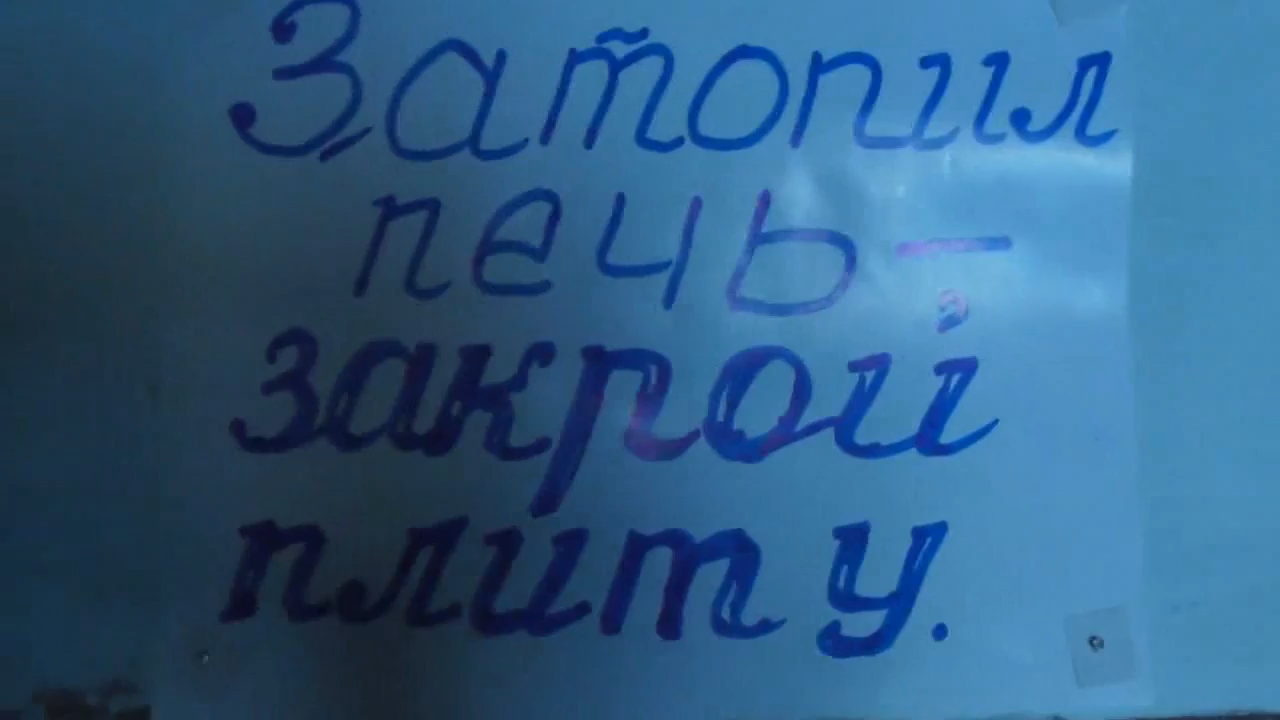 Затопил
печь —
закрой
плиту.